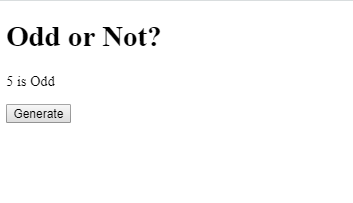 Odd or Not?
5 is Odd
Generate